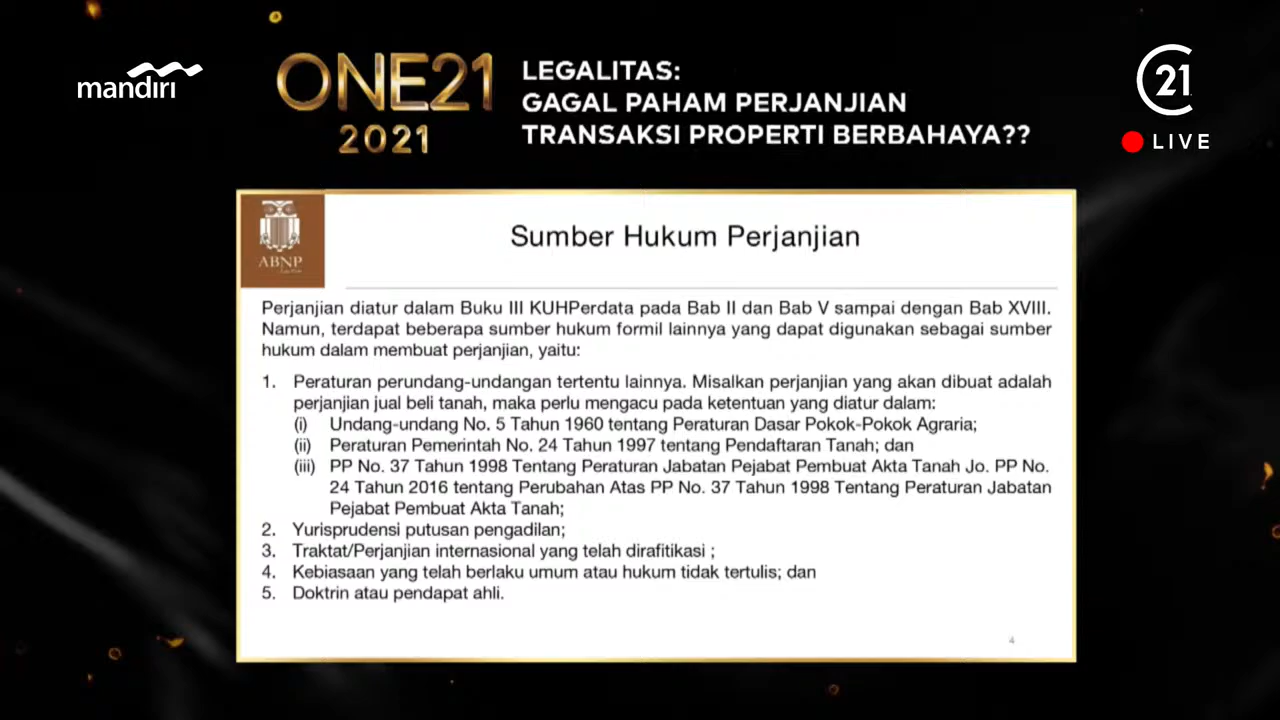 mandiri
ONE21
2021
LEGALITAS:
GAGAL PAHAM PERJANJIAN
TRANSAKSI PROPERTI BERBAHAYA??
21
LIVE
ABNP
Sumber Hukum Perjanjian
Perjanjian diatur dalam Buku III KUHPerdata pada Bab II dan Bab V sampai dengan Bab XVIII.
Namun, terdapat beberapa sumber hukum formil lainnya yang dapat digunakan sebagai sumber
hukum dalam membuat perjanjian, yaitu:
1. Peraturan perundang-undangan tertentu lainnya. Misalkan perjanjian yang akan dibuat adalah
perjanjian jual beli tanah, maka perlu mengacu pada ketentuan yang diatur dalam:
(i) Undang-undang No. 5 Tahun 1960 tentang Peraturan Dasar Pokok-Pokok Agraria;
(ii) Peraturan Pemerintah No. 24 Tahun 1997 tentang Pendaftaran Tanah; dan
(iii) PP No. 37 Tahun 1998 Tentang Peraturan Jabatan Pejabat Pembuat Akta Tanah Jo. PP No.
24 Tahun 2016 tentang Perubahan Atas PP No. 37 Tahun 1998 Tentang Peraturan Jabatan
Pejabat Pembuat Akta Tanah;
2. Yurisprudensi putusan pengadilan;
3. Traktat/Perjanjian internasional yang telah dirafitikasi ;
4. Kebiasaan yang telah berlaku umum atau hukum tidak tertulis; dan
5. Doktrin atau pendapat ahli.
4